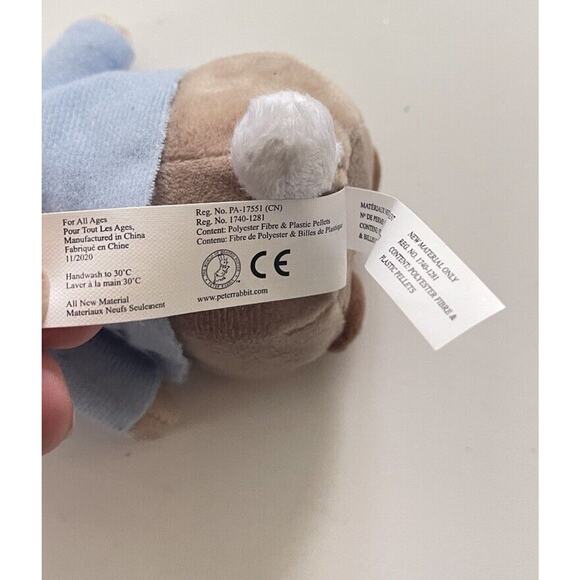 For All Ages
Pour Tout Les Ages,
Manufactured in China
Fabriqué en Chine
11/2020
Handwash to 30°C
Laver à la main 30°C
All New Material
Matériaux Neufs Seulement
Reg. No. PA-17551 (CN)
Reg. No. 1740-1281
Content: Polyester Fibre & Plastic Pellets
Contenu: Fibre de Polyester & Billes de Plastique
CE
www.peterrabbit.com
NEW MATERIAL ONLY
REG. NO. 1740-1281
CONTENT: POLYESTER FIBRE &
PLASTIC PELLETS